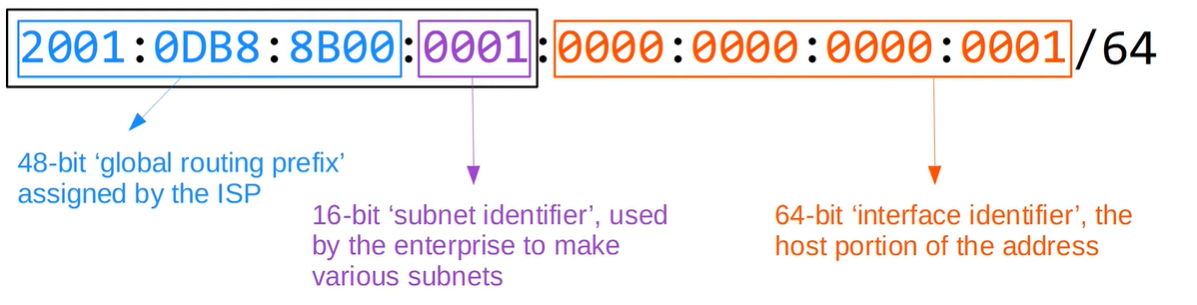 2001:0DB8:8B00:0001:0000:0000:0000:0001/64
48-bit ‘global routing prefix’
assigned by the ISP
16-bit ‘subnet identifier’, used
by the enterprise to make
various subnets
64-bit ‘interface identifier’, the
host portion of the address